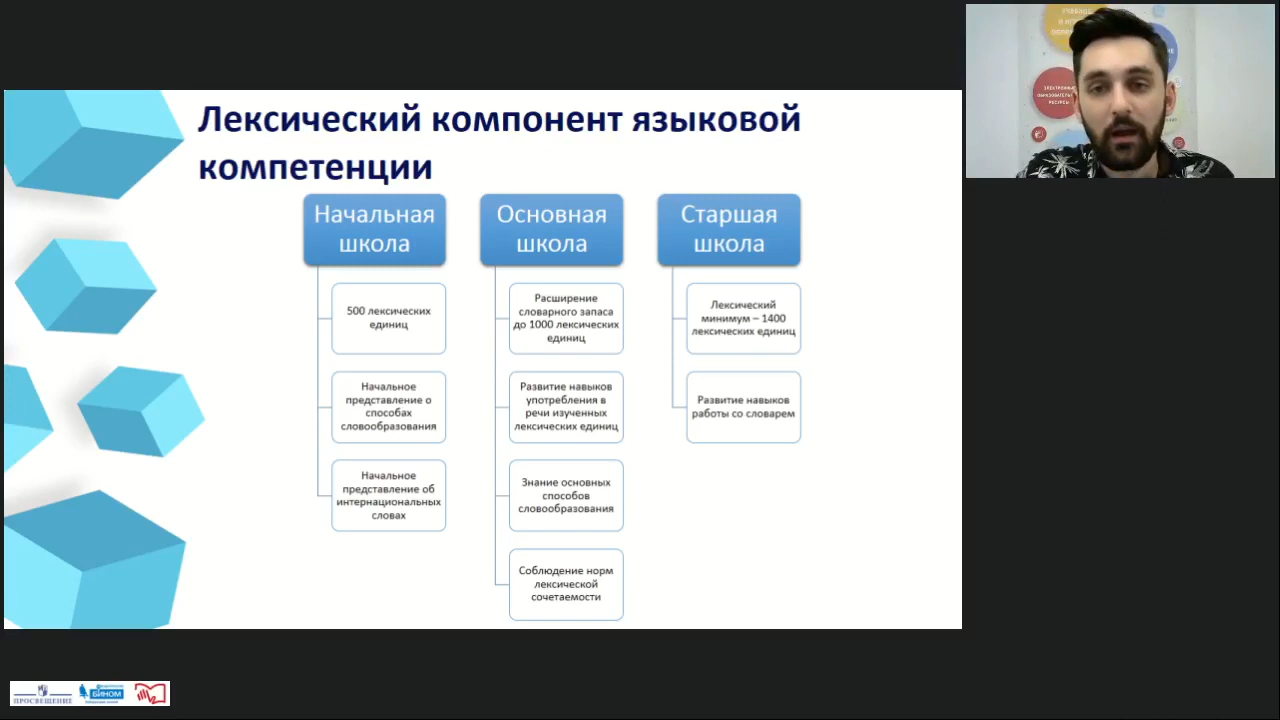 Лексический компонент языковой
компетенции
Начальная
школа
500 лексических
единиц
Начальное
представление о
способах
словообразования
Начальное
представление об
интернациональных
словах
Основная
школа
Расширение
словарного запаса
до 1000 лексических
единиц
Развитие навыков
употребления в
речи изученных
лексических единиц
Знание основных
способов
словообразования
Соблюдение норм
лексической
сочетаемости
Старшая
школа
Лексический
минимум – 1400
лексических единиц
Развитие навыков
работы со словарем
ПРОСВЕЩЕНИЕ
БИНОМ